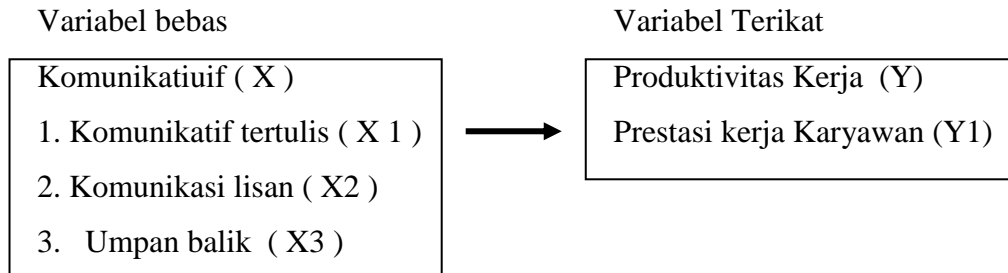 Variabel bebas
Komunikatiuif ( X )
1. Komunikatif tertulis ( X 1 )
2. Komunikasi lisan ( X2 )
3. Umpan balik ( X3 )
Variabel Terikat
Produktivitas Kerja (Y)
Prestasi kerja Karyawan (Y1)